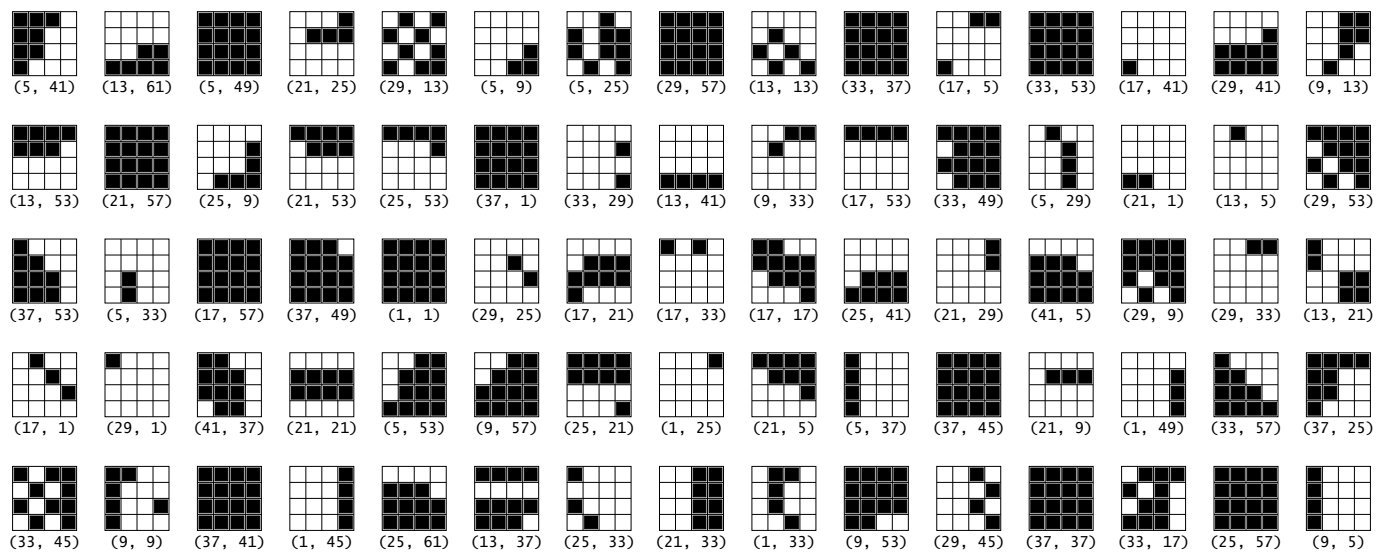 (5, 41) (13, 61) (5, 49) (21, 25) (29, 13) (5, 9) (5, 25) (29, 57) (13, 13) (33, 37) (17, 5) (33, 53) (17, 41) (29, 41) (9, 13)
(13, 53) (21, 57) (25, 9) (21, 53) (25, 53) (37, 1) (33, 29) (13, 41) (9, 33) (17, 53) (33, 49) (5, 29) (21, 1) (13, 5) (29, 53)
(37, 53) (5, 33) (17, 57) (37, 49) (1, 1) (29, 25) (17, 21) (17, 33) (17, 17) (25, 41) (21, 29) (41, 5) (29, 9) (29, 33) (13, 21)
(17, 1) (29, 1) (41, 37) (21, 21) (5, 53) (9, 57) (25, 21) (1, 25) (21, 5) (5, 37) (37, 45) (21, 9) (1, 49) (33, 57) (37, 25)
(33, 45) (9, 9) (37, 41) (1, 45) (25, 61) (13, 37) (25, 33) (21, 33) (1, 33) (9, 53) (29, 45) (37, 37) (33, 17) (25, 57) (9, 5)